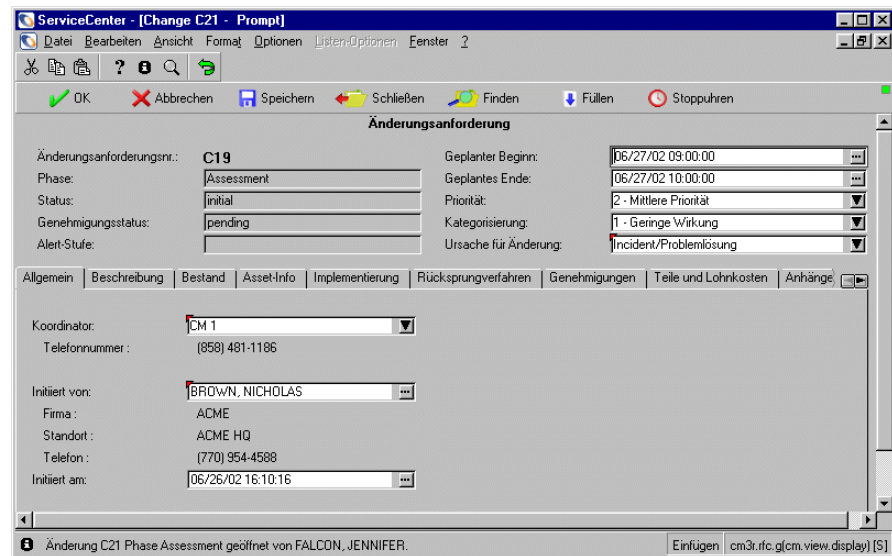 ServiceCenter - [Change C21 - Prompt]
Datei Bearbeiten Ansicht Format Optionen Listen-Optionen Fenster ?
OK Abbrechen Speichern Schließen Finden Füllen Stoppuhren
Änderungsanforderung
Änderungsanforderungsnr.: C19 Geplanter Beginn: 06/27/02 09:00:00
Phase: Assessment Geplantes Ende: 06/27/02 10:00:00
Status: initial Priorität: 2 - Mittlere Priorität
Genehmigungsstatus: pending Kategorisierung: 1 - Geringe Wirkung
Alert-Stufe: Ursache für Änderung: Incident/Problemlösung
Allgemein Beschreibung Bestand Asset-Info Implementierung Rücksprungverfahren Genehmigungen Teile und Lohnkosten Anhänge
Koordinator: CM 1
Telefonnummer : (858) 481-1186
Initiiert von: BROWN, NICHOLAS
Firma : ACME
Standort : ACME HQ
Telefon : (770) 954-4588
Initiiert am: 06/26/02 16:10:16
Änderung C21 Phase Assessment geöffnet von FALCON, JENNIFER. Einfügen cm3r.rfc.g(cm.view.display) [S]